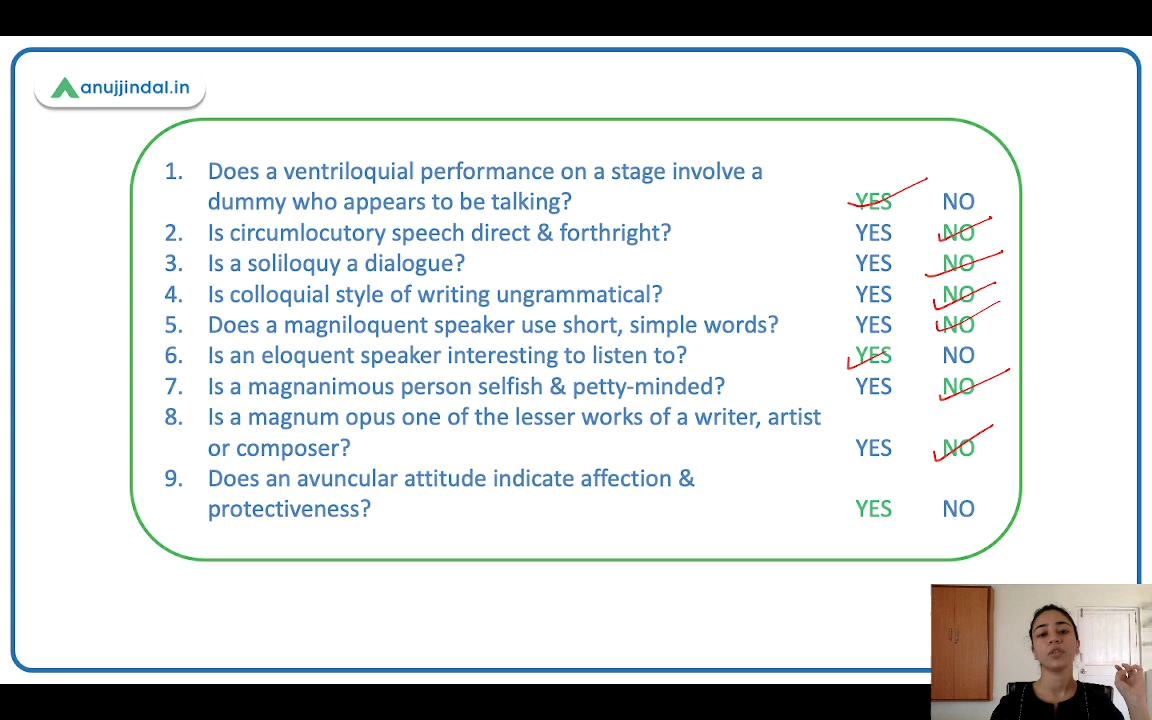 anujjindal.in
1. Does a ventriloquial performance on a stage involve a
dummy who appears to be talking? YES NO
2. Is circumlocutory speech direct & forthright? YES NO
3. Is a soliloquy a dialogue? YES NO
4. Is colloquial style of writing ungrammatical? YES NO
5. Does a magniloquent speaker use short, simple words? YES NO
6. Is an eloquent speaker interesting to listen to? YES NO
7. Is a magnanimous person selfish & petty-minded? YES NO
8. Is a magnum opus one of the lesser works of a writer, artist
or composer? YES NO
9. Does an avuncular attitude indicate affection &
protectiveness? YES NO